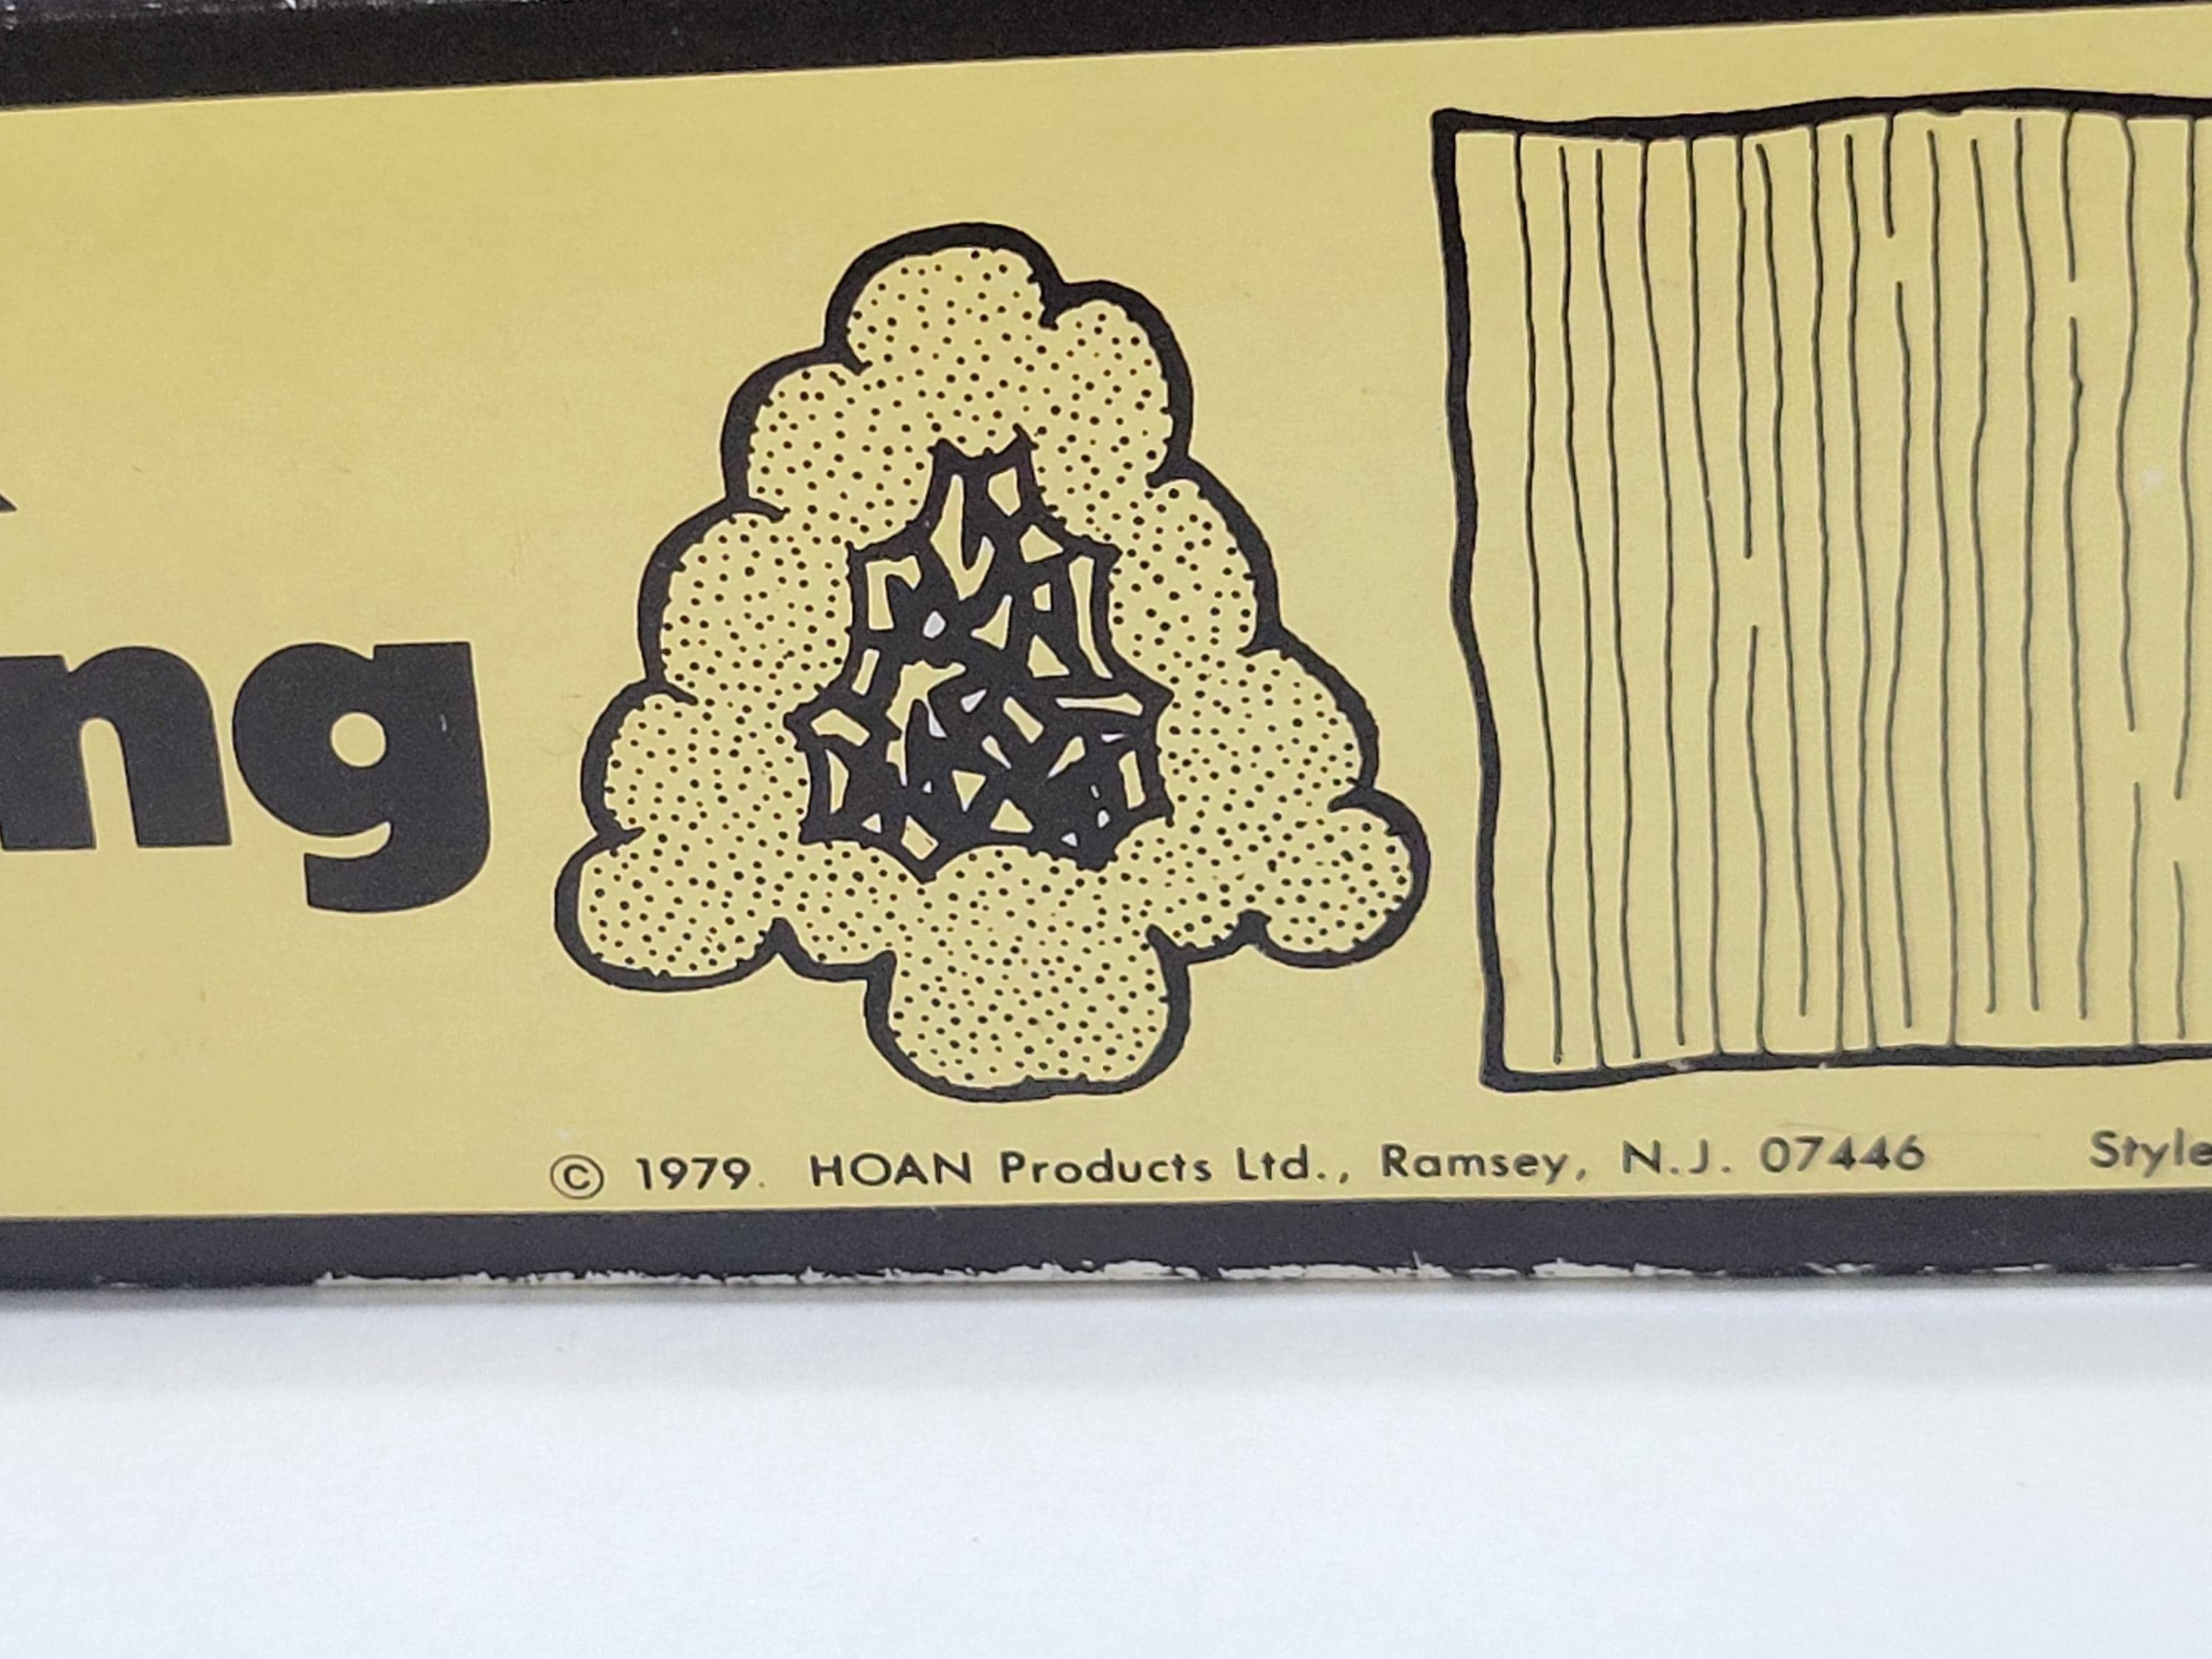 ng
© 1979. HOAN Products Ltd., Ramsey, N.J. 07446 Style